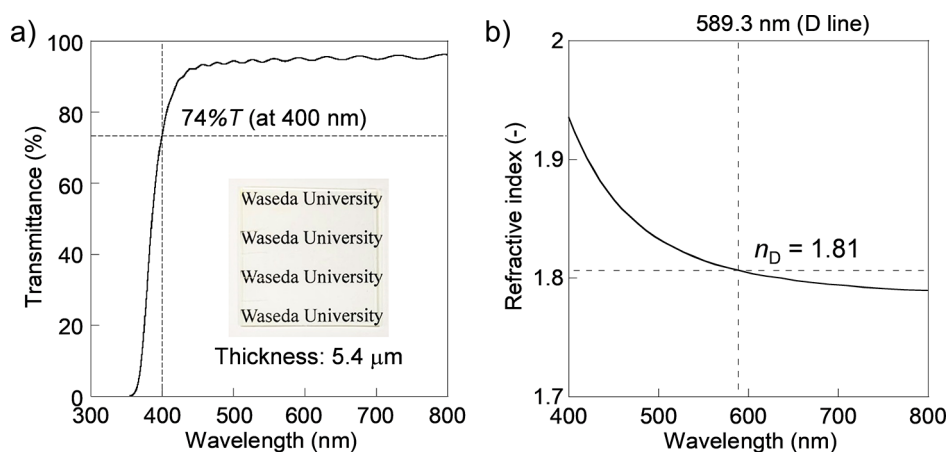 a)
100
80
60
40
20
0
Transmittance (%)
74%T (at 400 nm)
Waseda University
Waseda University
Waseda University
Waseda University
Thickness: 5.4 μm
300 400 500 600 700 800
Wavelength (nm)
b)
589.3 nm (D line)
2
1.9
1.8
1.7
Refractive index (-)
nD = 1.81
400 500 600 700 800
Wavelength (nm)